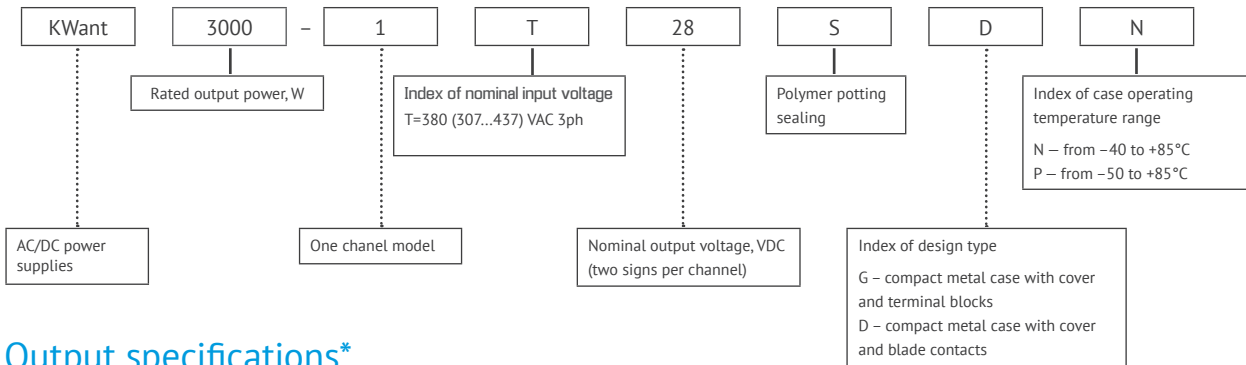 KWant 3000 – 1 T 28 S D N
Rated output power, W
Index of nominal input voltage
T=380 (307...437) VAC 3ph
Polymer potting
sealing
Index of case operating
temperature range
N — from –40 to +85°C
P — from –50 to +85°C
AC/DC power
supplies
One chanel model
Nominal output voltage, VDC
(two signs per channel)
Index of design type
G – compact metal case with cover
and terminal blocks
D – compact metal case with cover
and blade contacts
Output specifications*